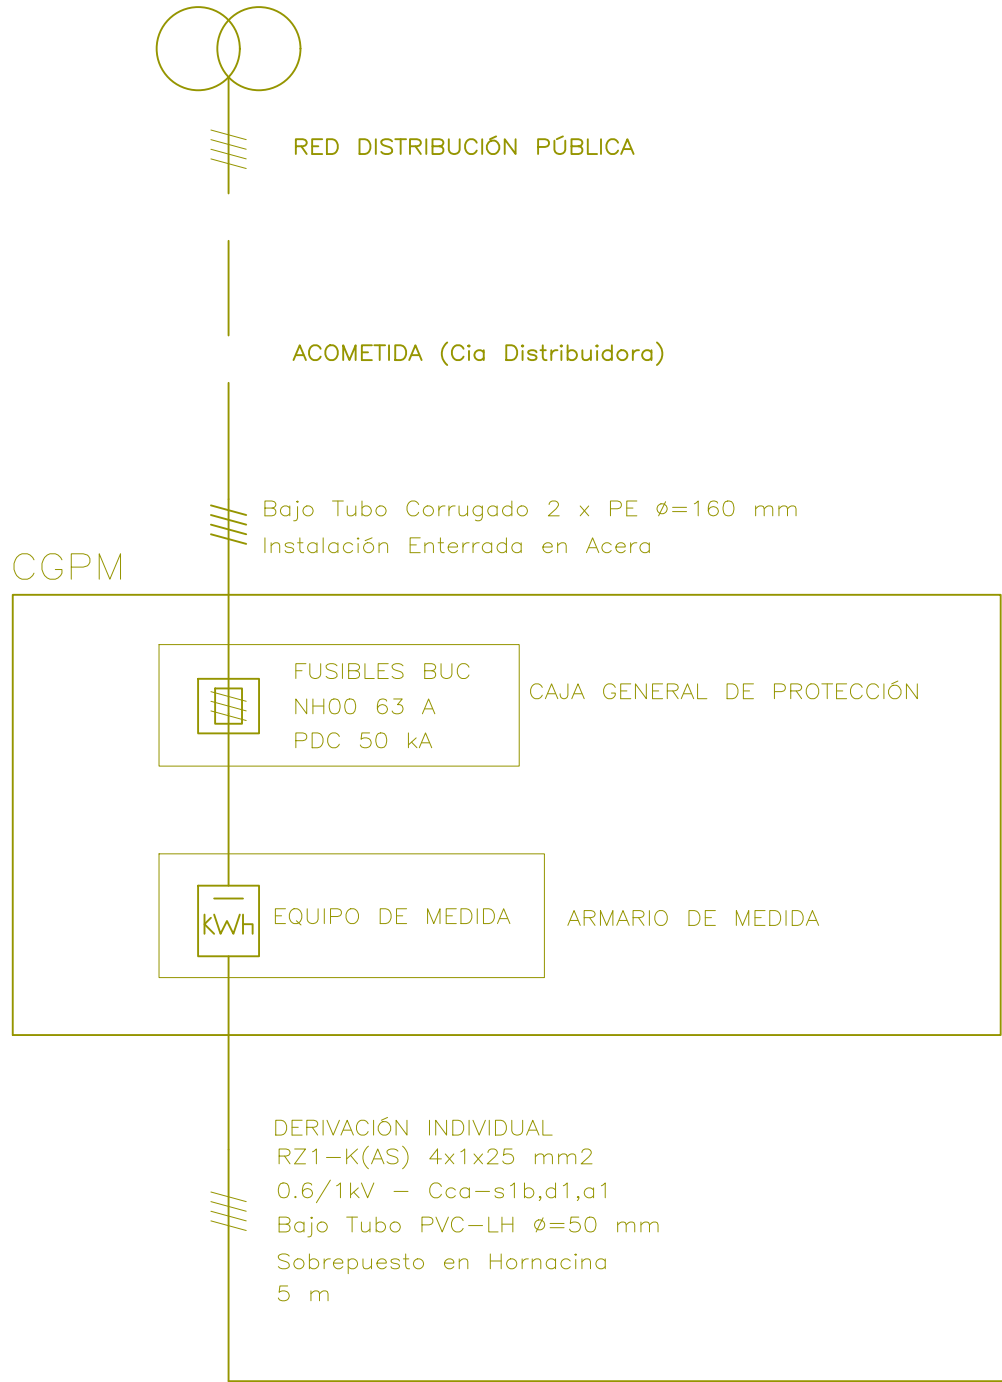 RED DISTRIBUCIÓN PÚBLICA
ACOMETIDA (Cia Distribuidora)
Bajo Tubo Corrugado 2 x PE ø=160 mm
Instalación Enterrada en Acera
CGPM
FUSIBLES BUC
NH00 63 A
PDC 50 kA
CAJA GENERAL DE PROTECCIÓN
kWh
EQUIPO DE MEDIDA
ARMARIO DE MEDIDA
DERIVACIÓN INDIVIDUAL
RZ1-K(AS) 4x1x25 mm2
0.6/1kV - Cca-s1b,d1,a1
Bajo Tubo PVC-LH ø=50 mm
Sobrepuesto en Hornacina
5 m